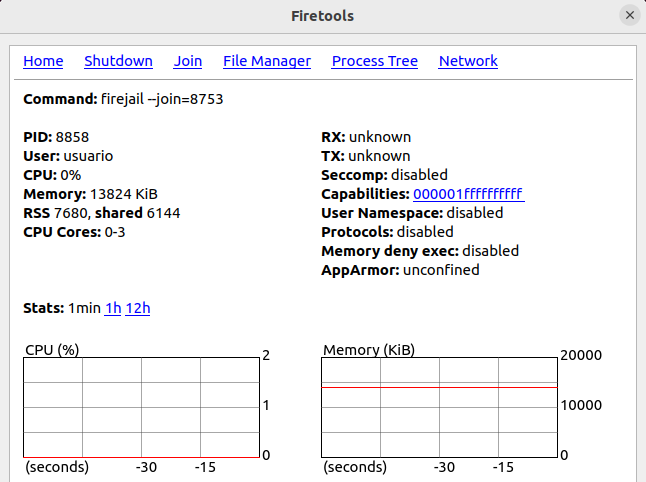 Firetools
Home Shutdown Join File Manager Process Tree Network
Command: firejail --join=8753
PID: 8858
User: usuario
CPU: 0%
Memory: 13824 KiB
RSS 7680, shared 6144
CPU Cores: 0-3
RX: unknown
TX: unknown
Seccomp: disabled
Capabilities: 000001ffffffffff
User Namespace: disabled
Protocols: disabled
Memory deny exec: disabled
AppArmor: unconfined
Stats: 1min 1h 12h
CPU (%)
2
1
0
(seconds) -30 -15
Memory (KiB)
20000
10000
0
(seconds) -30 -15